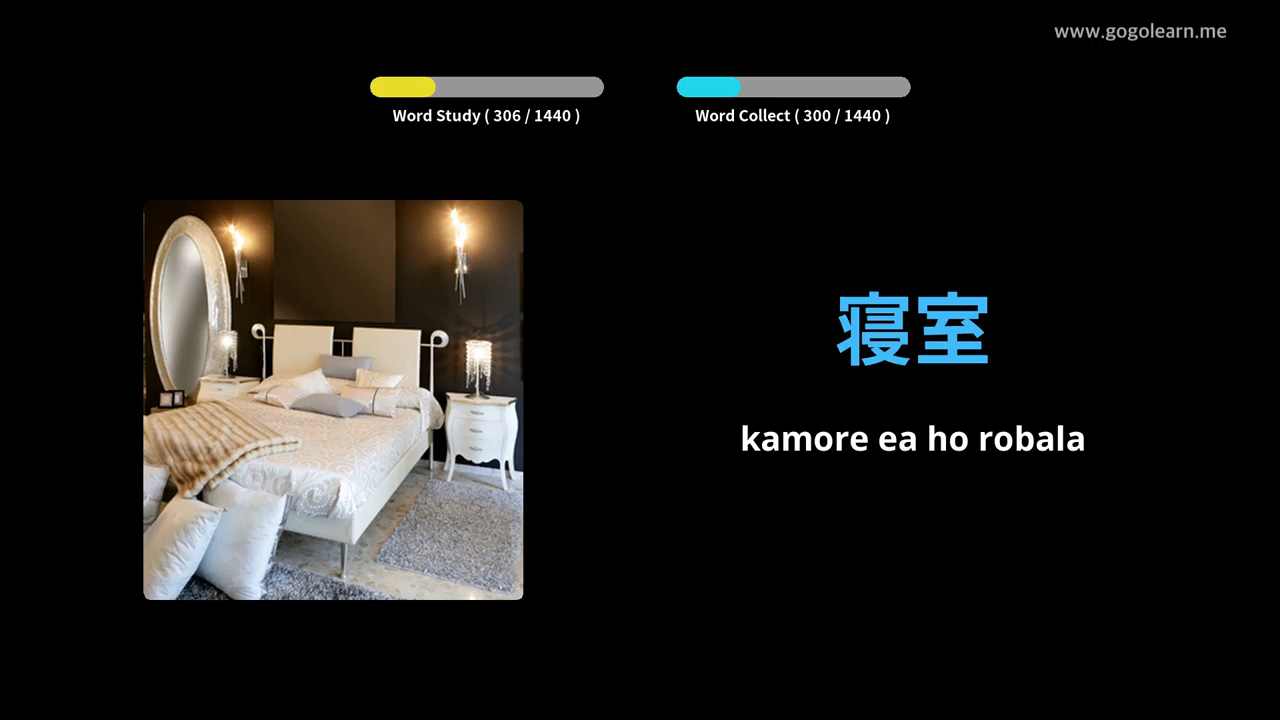 www.gogolearn.me
Word Study ( 306 / 1440 )
Word Collect ( 300 / 1440 )
寝室
kamore ea ho robala